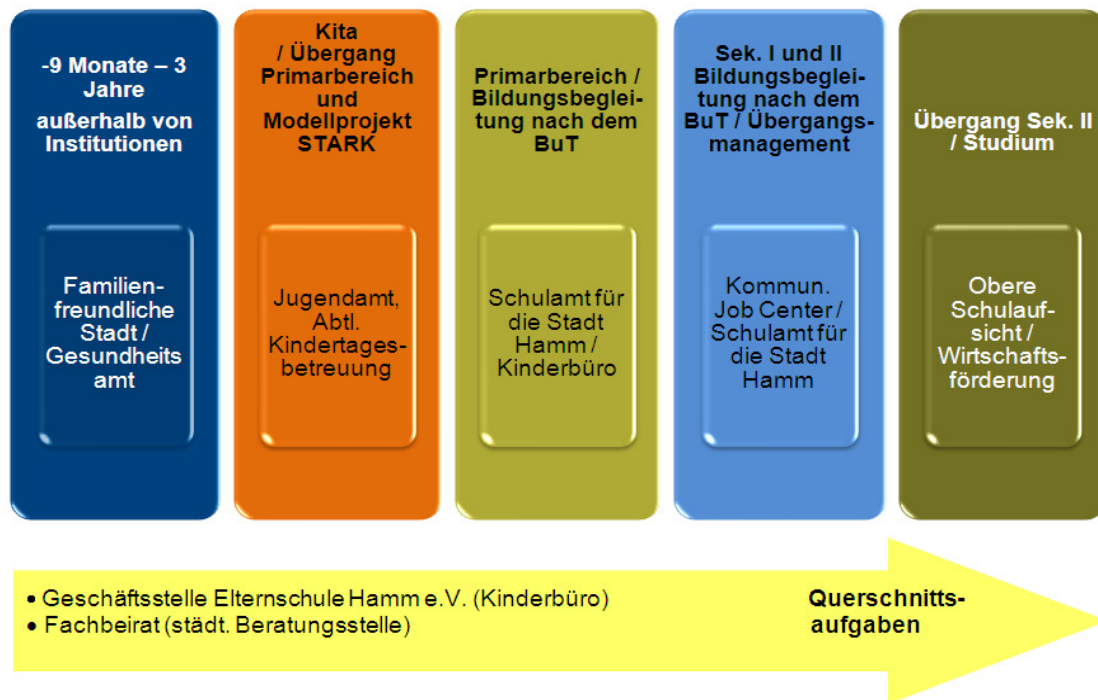 -9 Monate – 3
Jahre
außerhalb von
Institutionen
Familien-
freundliche
Stadt /
Gesundheits
amt
Kita
/ Übergang
Primarbereich
und
Modellprojekt
STARK
Jugendamt,
Abtl.
Kindertages-
betreuung
Primarbereich /
Bildungsbeglei-
tung nach dem
BuT
Schulamt für
die Stadt
Hamm /
Kinderbüro
Sek. I und II
Bildungsbeglei-
tung nach dem
BuT / Übergangs-
management
Kommun.
Job Center /
Schulamt für
die Stadt
Hamm
Übergang Sek. II
/ Studium
Obere
Schulauf-
sicht /
Wirtschafts-
förderung
• Geschäftsstelle Elternschule Hamm e.V. (Kinderbüro)
• Fachbeirat (städt. Beratungsstelle)
Querschnitts-
aufgaben